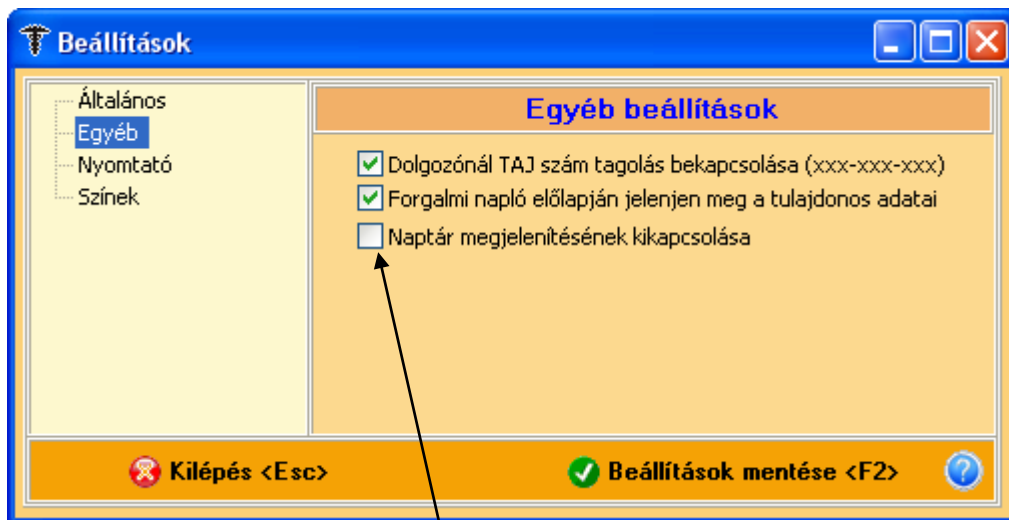 Beállítások
Általános
Egyéb
Nyomtató
Színek
Egyéb beállítások
Dolgozónál TAJ szám tagolás bekapcsolása (xxx-xxx-xxx)
Forgalmi napló előlapján jelenjen meg a tulajdonos adatai
Naptár megjelenítésének kikapcsolása
Kilépés <Esc>
Beállítások mentése <F2>
?